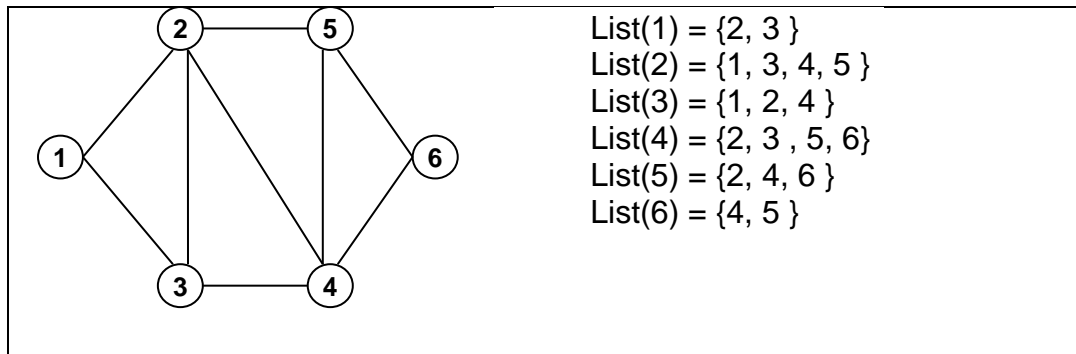 2
5
1
6
3
4
List(1) = {2, 3 }
List(2) = {1, 3, 4, 5 }
List(3) = {1, 2, 4 }
List(4) = {2, 3 , 5, 6}
List(5) = {2, 4, 6 }
List(6) = {4, 5 }